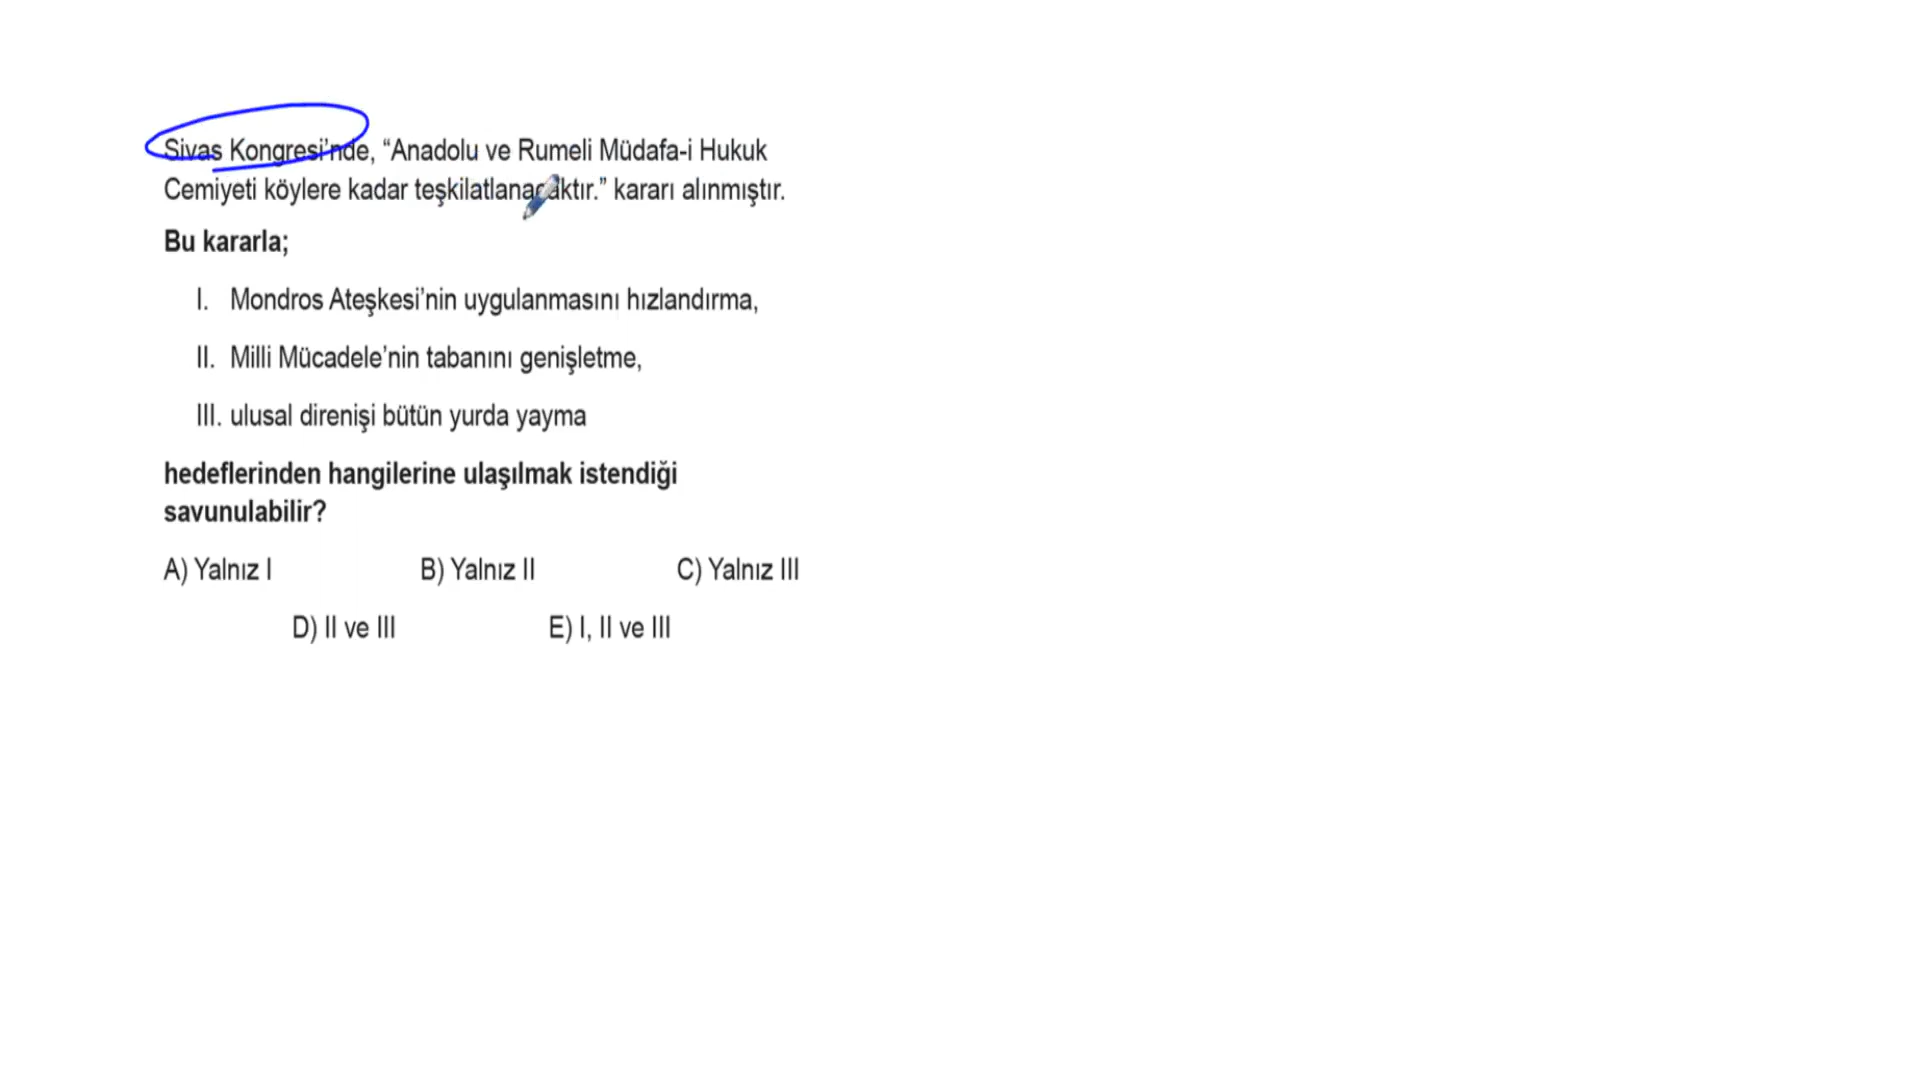 Sivas Kongresi’nde, “Anadolu ve Rumeli Müdafa-i Hukuk
Cemiyeti köylere kadar teşkilatlanacaktır.” kararı alınmıştır.
Bu kararla;
I. Mondros Ateşkesi’nin uygulanmasını hızlandırma,
II. Milli Mücadele’nin tabanını genişletme,
III. ulusal direnişi bütün yurda yayma
hedeflerinden hangilerine ulaşılmak istendiği
savunulabilir?
A) Yalnız I B) Yalnız II C) Yalnız III
D) II ve III E) I, II ve III